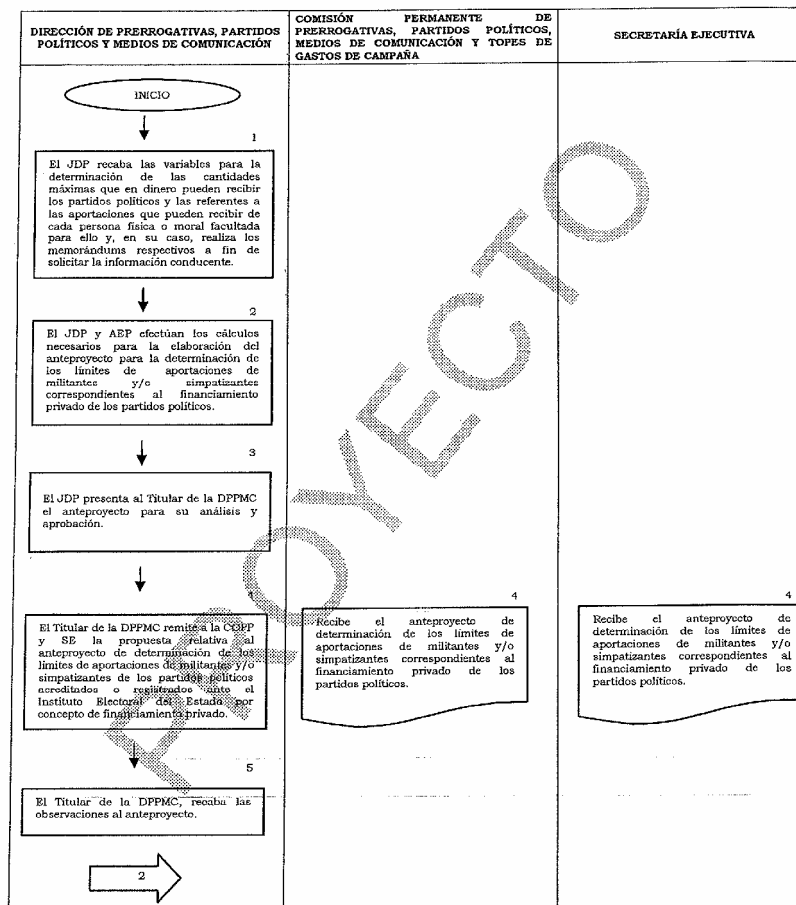 DIRECCIÓN DE PRERROGATIVAS, PARTIDOS
POLÍTICOS Y MEDIOS DE COMUNICACIÓN
COMISIÓN PERMANENTE DE
PRERROGATIVAS, PARTIDOS POLÍTICOS,
MEDIOS DE COMUNICACIÓN Y TOPES DE
GASTOS DE CAMPAÑA
SECRETARÍA EJECUTIVA
INICIO
1
El JDP recaba las variables para la
determinación de las cantidades
máximas que en dinero pueden recibir
los partidos políticos y las referentes a
las aportaciones que pueden recibir de
cada persona física o moral facultada
para ello y, en su caso, realiza los
memorándums respectivos a fin de
solicitar la información conducente.
2
El JDP y AEP efectúan los cálculos
necesarios para la elaboración del
anteproyecto para la determinación de
los límites de aportaciones de
militantes y/o simpatizantes
correspondientes al financiamiento
privado de los partidos políticos.
3
El JDP presenta al Titular de la DPPMC
el anteproyecto para su análisis y
aprobación.
4
El Titular de la DPPMC remite a la COPP
y SE la propuesta relativa al
anteproyecto de determinación de los
límites de aportaciones de militantes y/o
simpatizantes de los partidos políticos
acreditados o registrados ante el
Instituto Electoral del Estado por
concepto de financiamiento privado.
4
Recibe el anteproyecto de
determinación de los límites de
aportaciones de militantes y/o
simpatizantes correspondientes al
financiamiento privado de los
partidos políticos.
4
Recibe el anteproyecto de
determinación de los límites de
aportaciones de militantes y/o
simpatizantes correspondientes al
financiamiento privado de los
partidos políticos.
5
El Titular de la DPPMC, recaba las
observaciones al anteproyecto.
2
PROYECTO